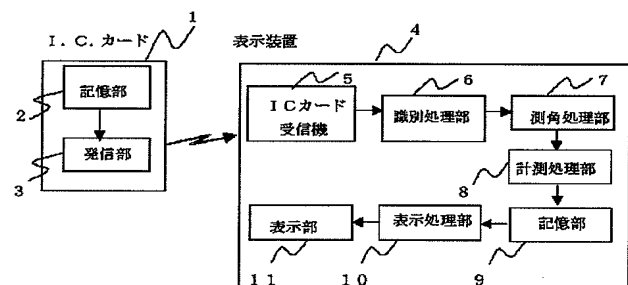 I.C.カード
1
記憶部
2
発信部
3
表示装置
4
5
ICカード
受信機
6
識別処理部
7
測角処理部
計測処理部
8
記憶部
9
表示処理部
10
表示部
11